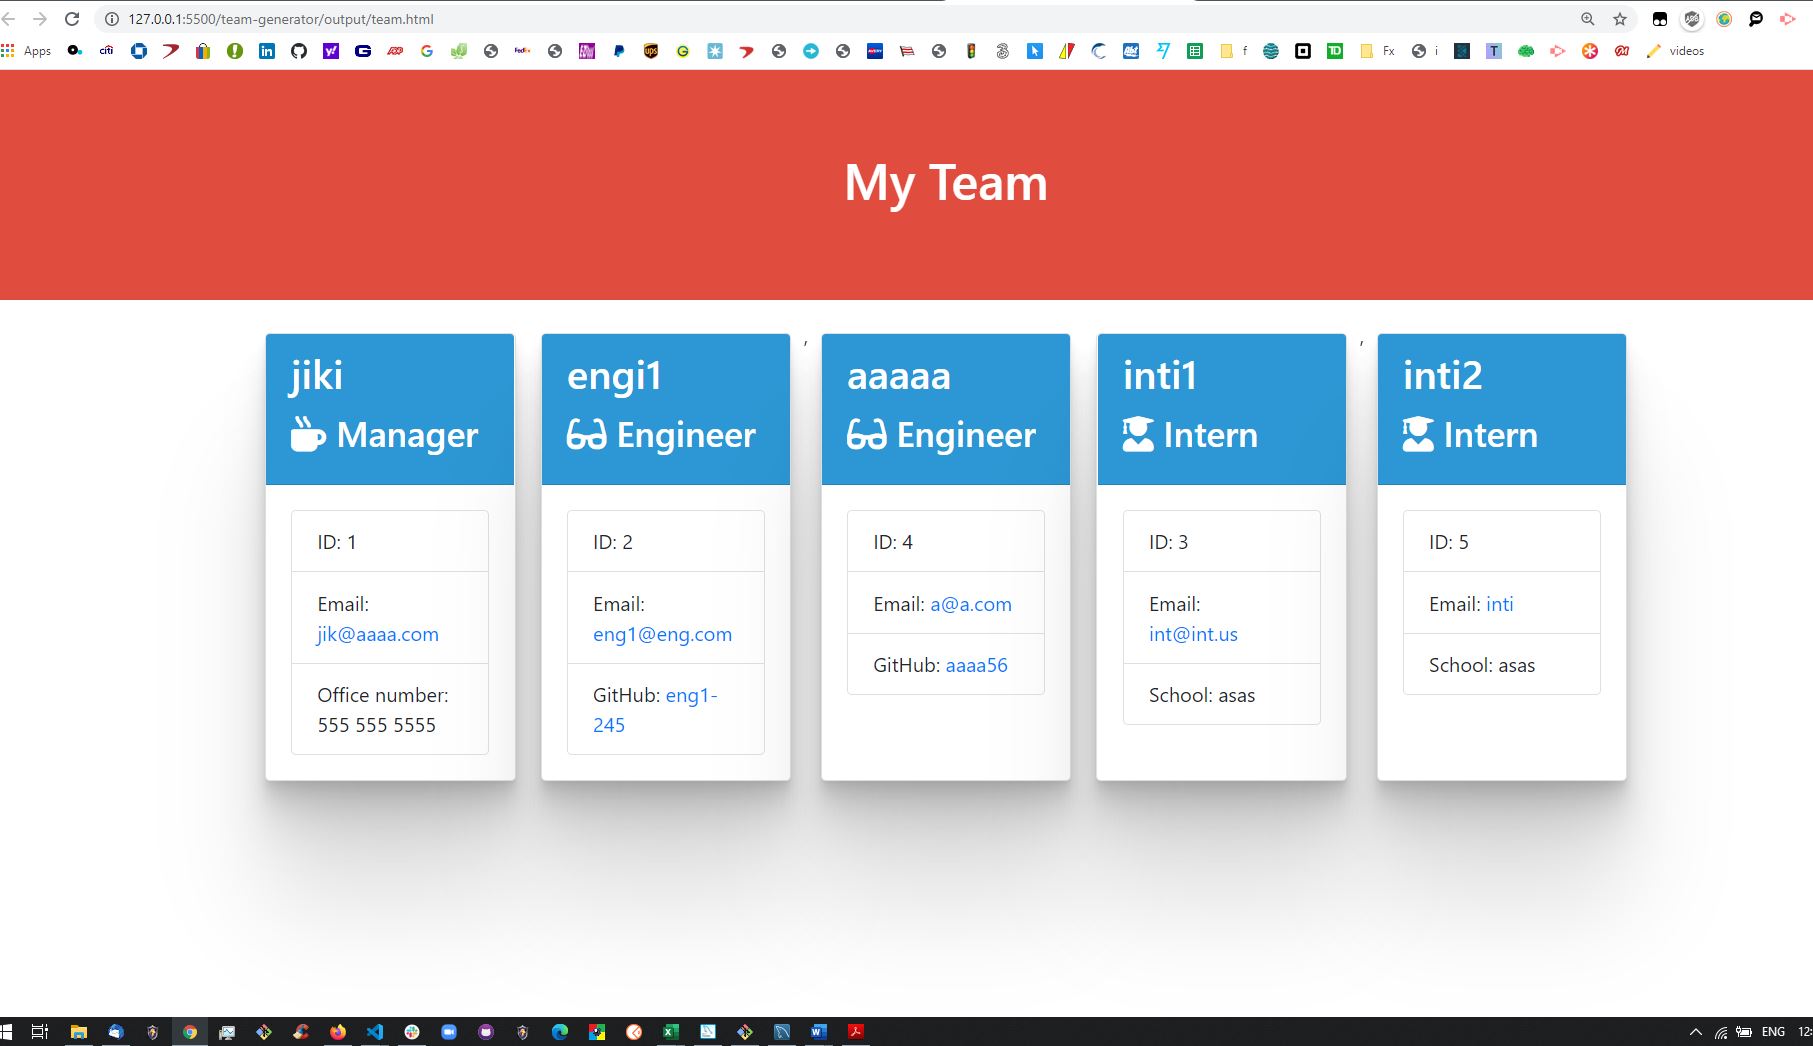 127.0.0.1:5500/team-generator/output/team.html
Apps citi FedEx ups f TD Fx i T videos
My Team
jiki
Manager
ID: 1
Email:
jik@aaaa.com
Office number:
555 555 5555
engi1
Engineer
ID: 2
Email:
eng1@eng.com
GitHub: eng1-
245
,
aaaaa
Engineer
ID: 4
Email: a@a.com
GitHub: aaaa56
inti1
Intern
ID: 3
Email:
int@int.us
School: asas
,
inti2
Intern
ID: 5
Email: inti
School: asas
ENG 12: